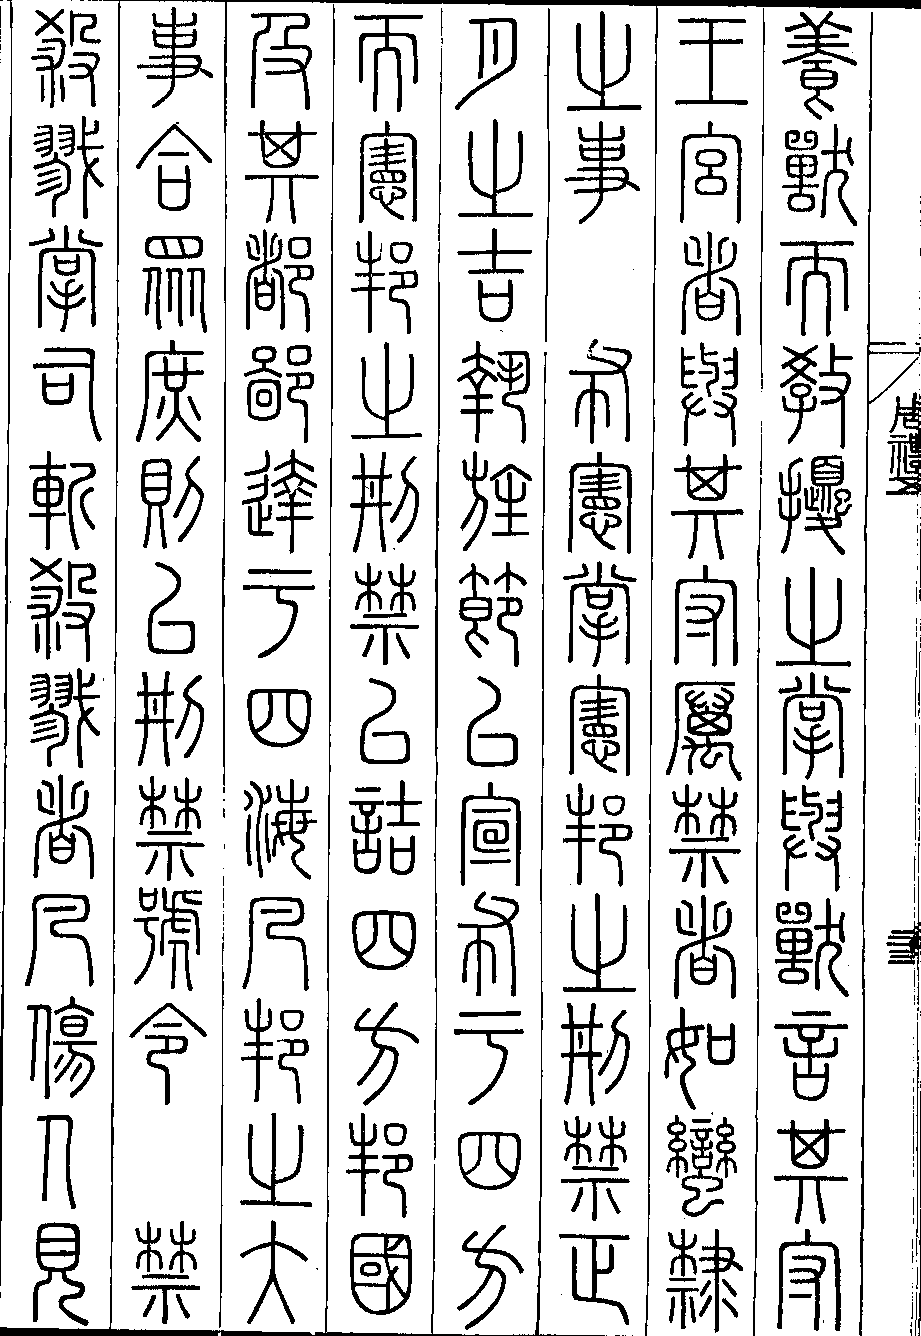 養獸而教擾之掌與獸言其守
王宮者與其守厲禁者如蠻隸
之事　布憲掌憲邦之刑禁正
月之吉執旌節以宣布于四方
而憲邦之刑禁以詰四方邦國
及其都鄙達于四海凡邦之大
事合眾庶則以刑禁號令　禁
殺戮掌司斬殺戮者凡傷人見
周禮